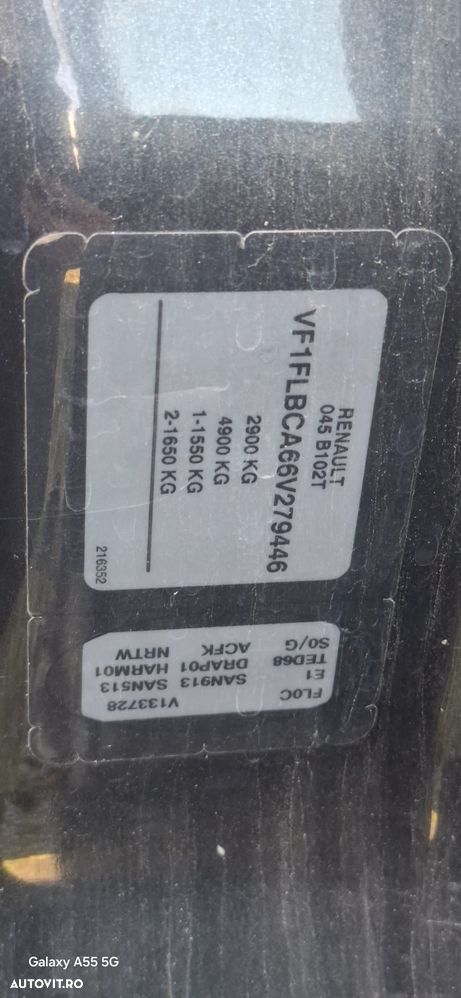 RENAULT
045 B102T
VF1FLBCA66V279446
2900 KG
4900 KG
1-1550 KG
2-1650 KG
216352
FLOC SAN913 SAN513 V133728
E1 DRAP01 HARM01
TED68 ACFK NRTW
S0/G
Galaxy A55 5G
AUTOVIT.RO